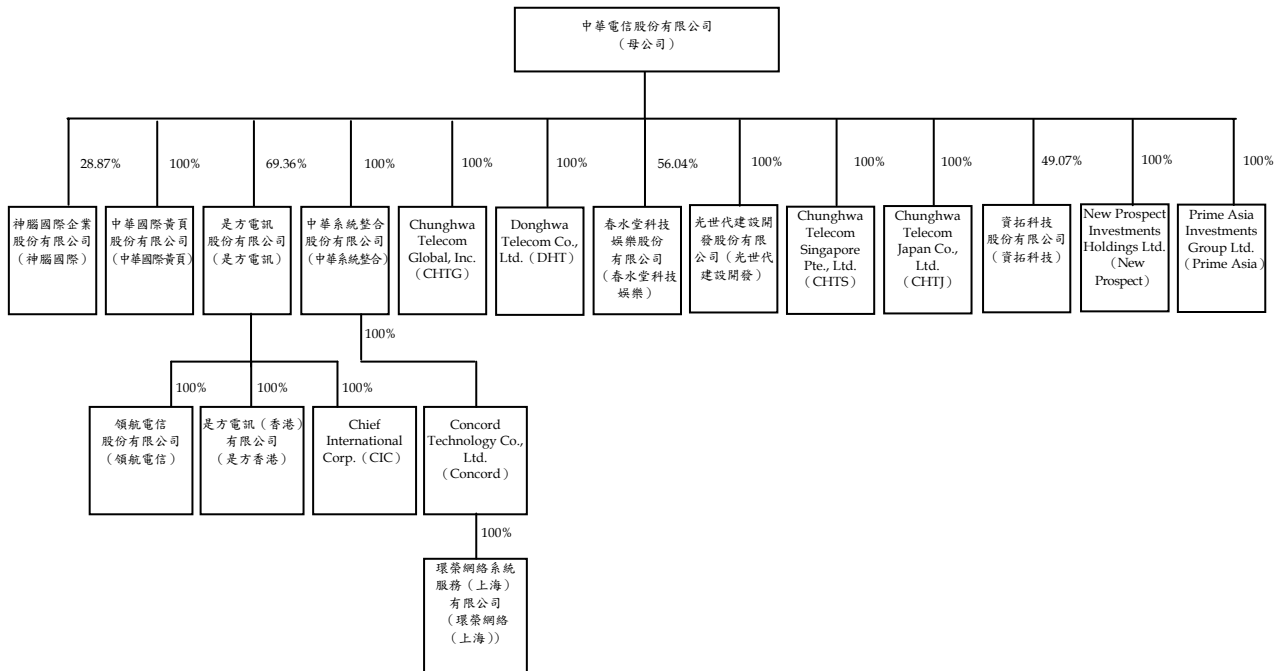 中華電信股份有限公司
（母公司）
28.87%
100%
69.36%
100%
100%
100%
56.04%
100%
100%
100%
49.07%
100%
100%
神腦國際企業
股份有限公司
（神腦國際）
中華國際黃頁
股份有限公司
（中華國際黃頁）
是方電訊
股份有限公司
（是方電訊）
中華系統整合
股份有限公司
（中華系統整合）
Chunghwa
Telecom
Global, Inc.
（CHTG）
Donghwa
Telecom Co.,
Ltd.（DHT）
春水堂科技
娛樂股份
有限公司
（春水堂科技
娛樂）
光世代建設開
發股份有限
公司（光世代
建設開發）
Chunghwa
Telecom
Singapore
Pte., Ltd.
（CHTS）
Chunghwa
Telecom
Japan Co.,
Ltd.
（CHTJ）
資拓科技
股份有限公司
（資拓科技）
New Prospect
Investments
Holdings Ltd.
（New
Prospect）
Prime Asia
Investments
Group Ltd.
（Prime Asia）
100%
100%
100%
100%
領航電信
股份有限公司
（領航電信）
是方電訊（香港）
有限公司
（是方香港）
Chief
International
Corp.（CIC）
Concord
Technology Co.,
Ltd.
（Concord）
100%
環榮網絡系統
服務（上海）
有限公司
（環榮網絡
（上海））